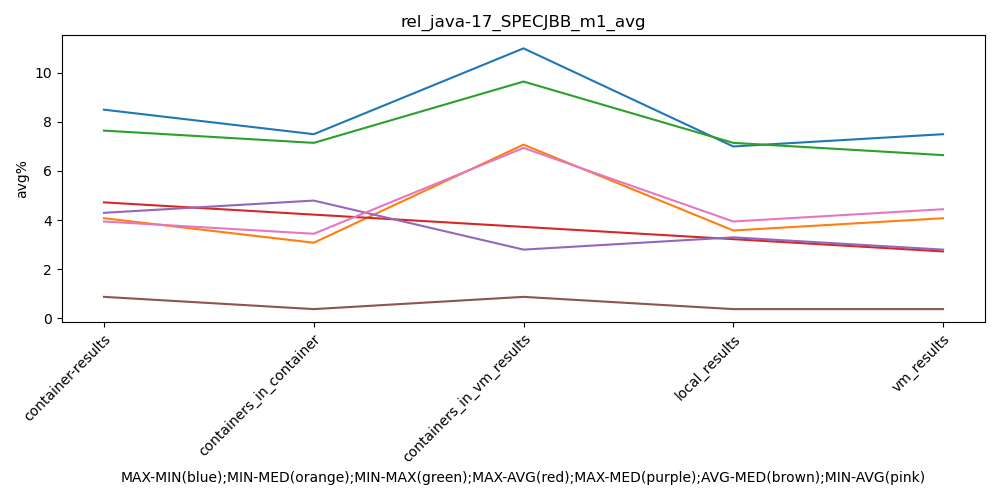 rel_java-17_SPECJBB_m1_avg
avg%
10
8
6
4
2
0
container-results
containers_in_container
containers_in_vm_results
local_results
vm_results
MAX-MIN(blue);MIN-MED(orange);MIN-MAX(green);MAX-AVG(red);MAX-MED(purple);AVG-MED(brown);MIN-AVG(pink)